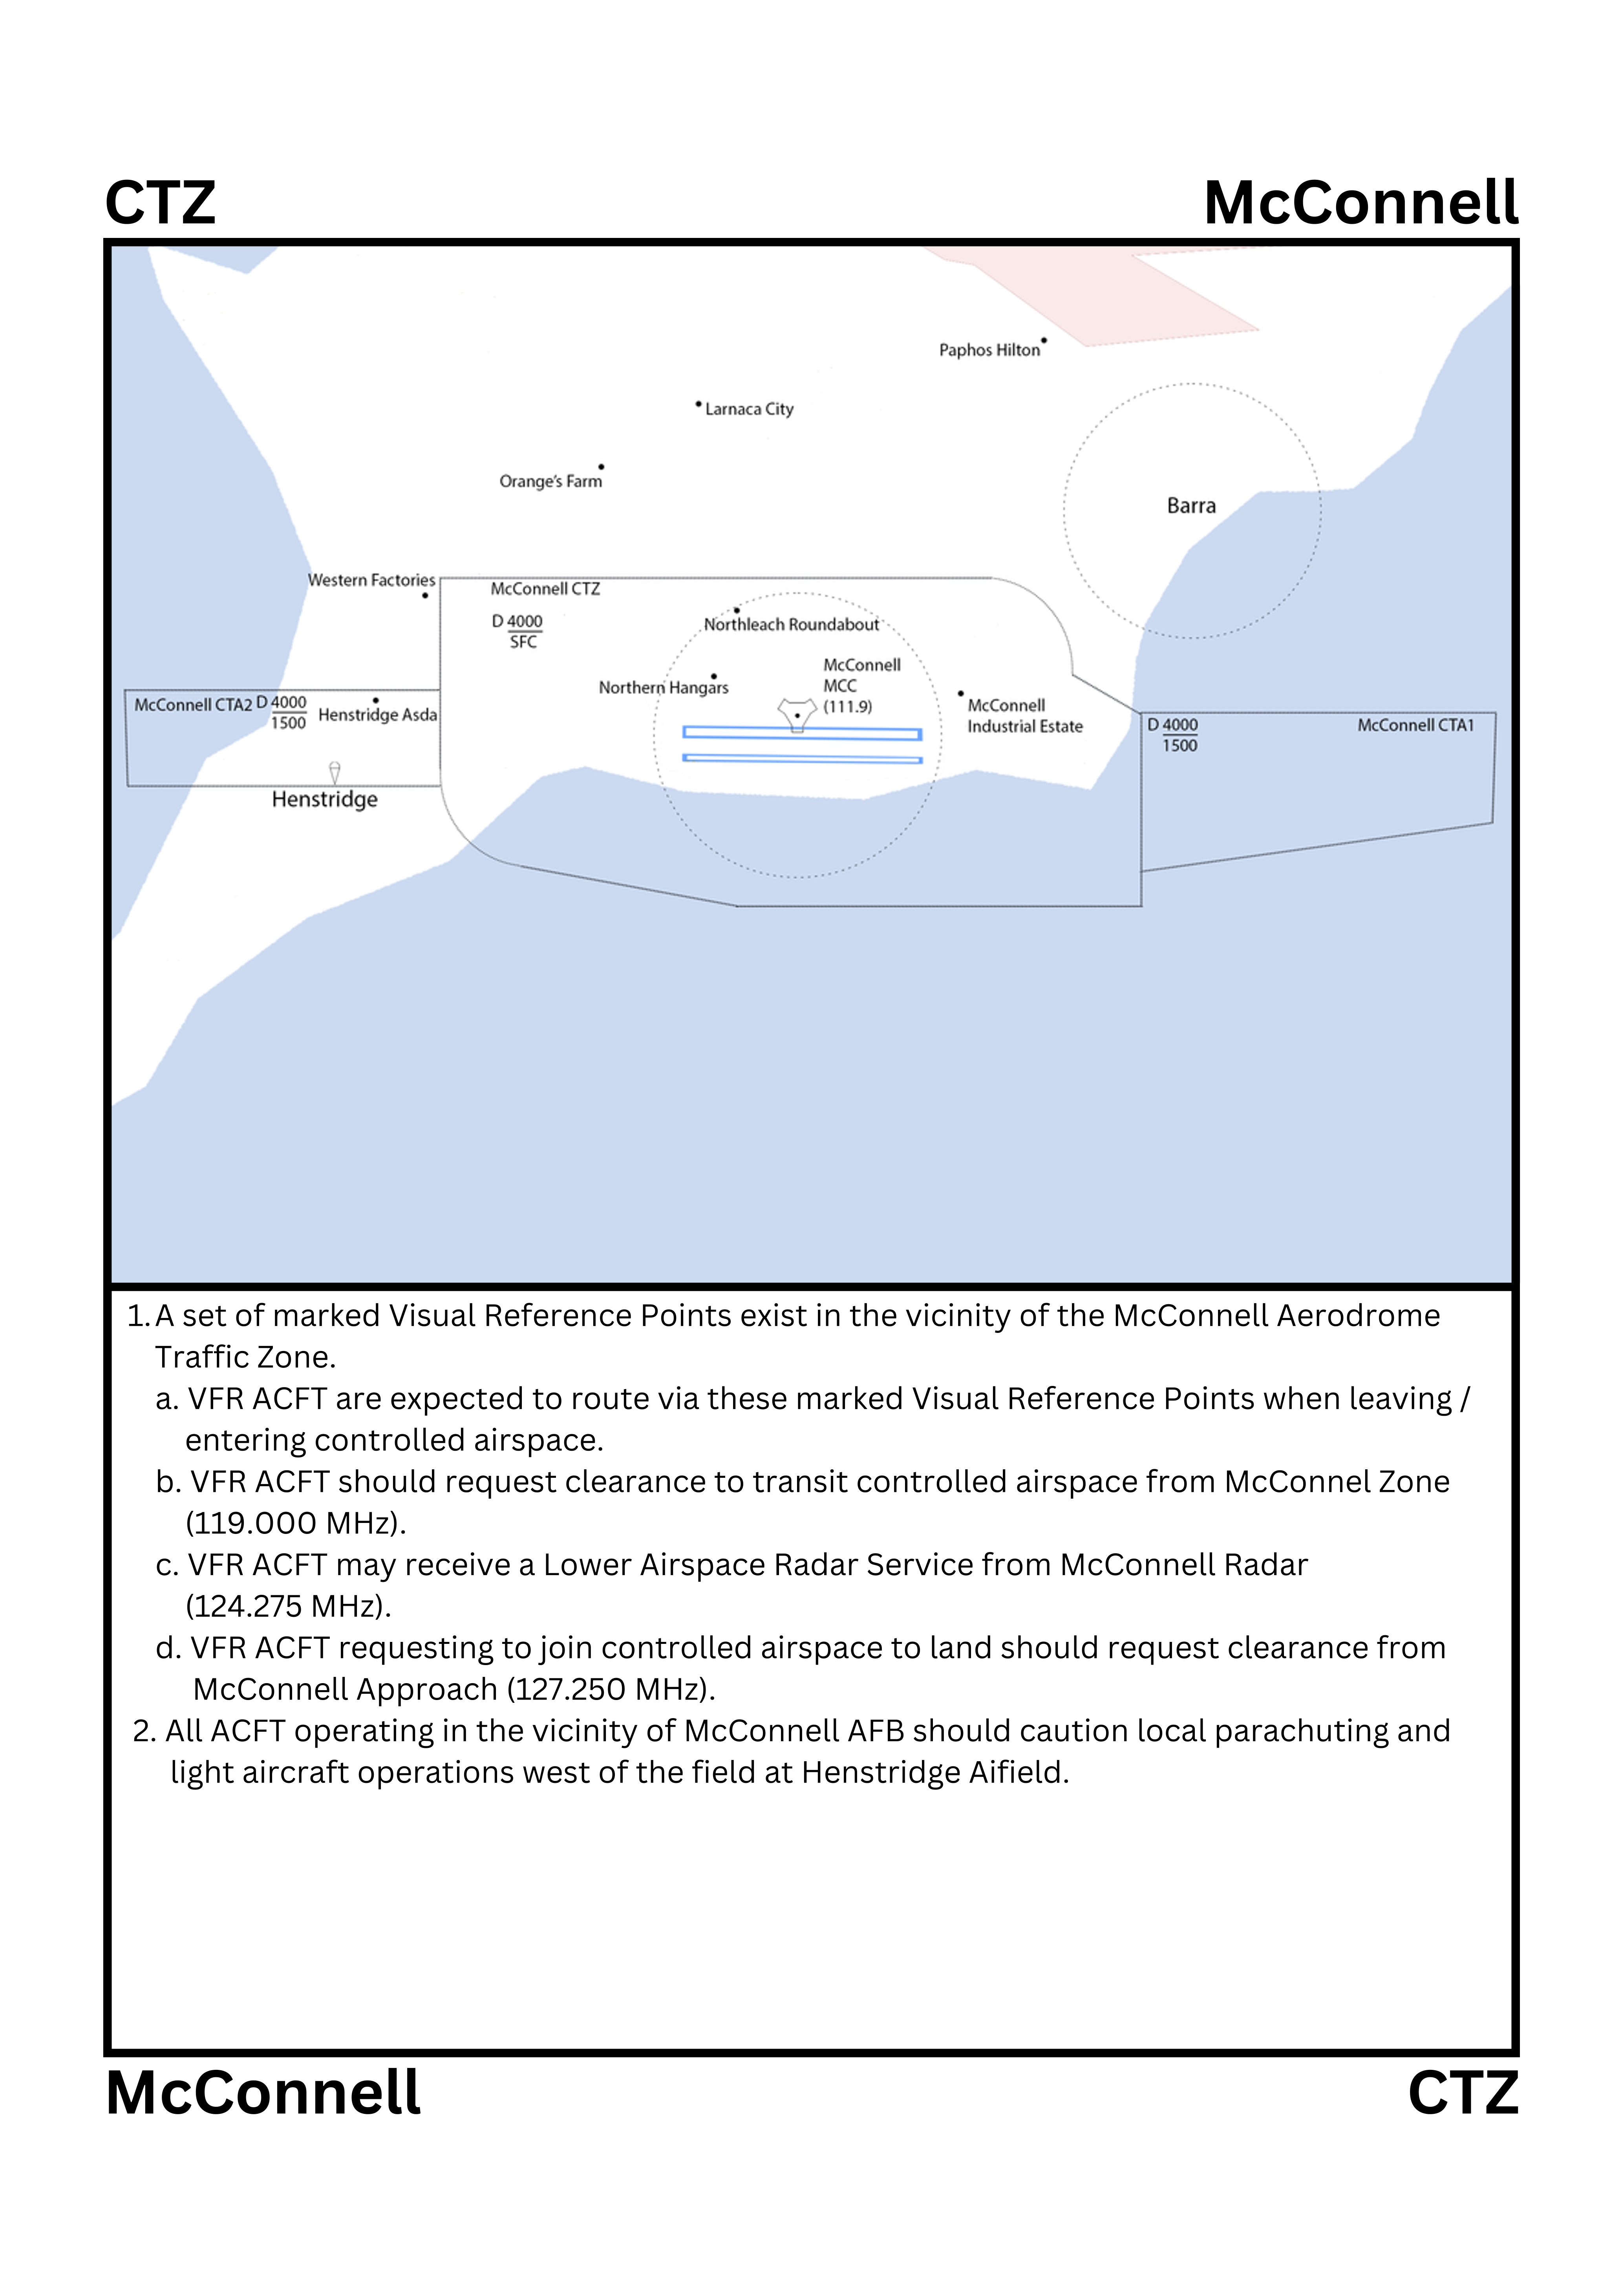 CTZ
McConnell
Paphos Hilton
Larnaca City
Orange's Farm
Barra
Western Factories
McConnell CTZ
D 4000
SFC
Northleach Roundabout
McConnell
MCC
(111.9)
Northern Hangars
McConnell
Industrial Estate
McConnell CTA2 D 4000
1500
Henstridge Asda
D 4000
1500
McConnell CTA1
Henstridge
1. A set of marked Visual Reference Points exist in the vicinity of the McConnell Aerodrome
Traffic Zone.
a. VFR ACFT are expected to route via these marked Visual Reference Points when leaving /
entering controlled airspace.
b. VFR ACFT should request clearance to transit controlled airspace from McConnel Zone
(119.000 MHz).
c. VFR ACFT may receive a Lower Airspace Radar Service from McConnell Radar
(124.275 MHz).
d. VFR ACFT requesting to join controlled airspace to land should request clearance from
McConnell Approach (127.250 MHz).
2. All ACFT operating in the vicinity of McConnell AFB should caution local parachuting and
light aircraft operations west of the field at Henstridge Aifield.
McConnell
CTZ